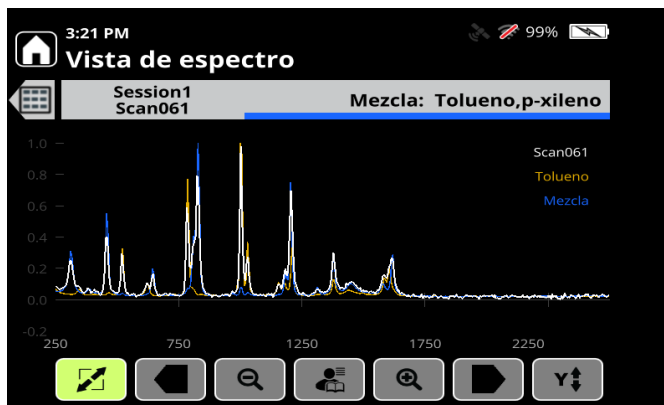 3:21 PM
99%
Vista de espectro
Session1
Scan061
Mezcla: Tolueno,p-xileno
1.0
0.8
0.6
0.4
0.2
0.0
-0.2
Scan061
Tolueno
Mezcla
250 750 1250 1750 2250
Y